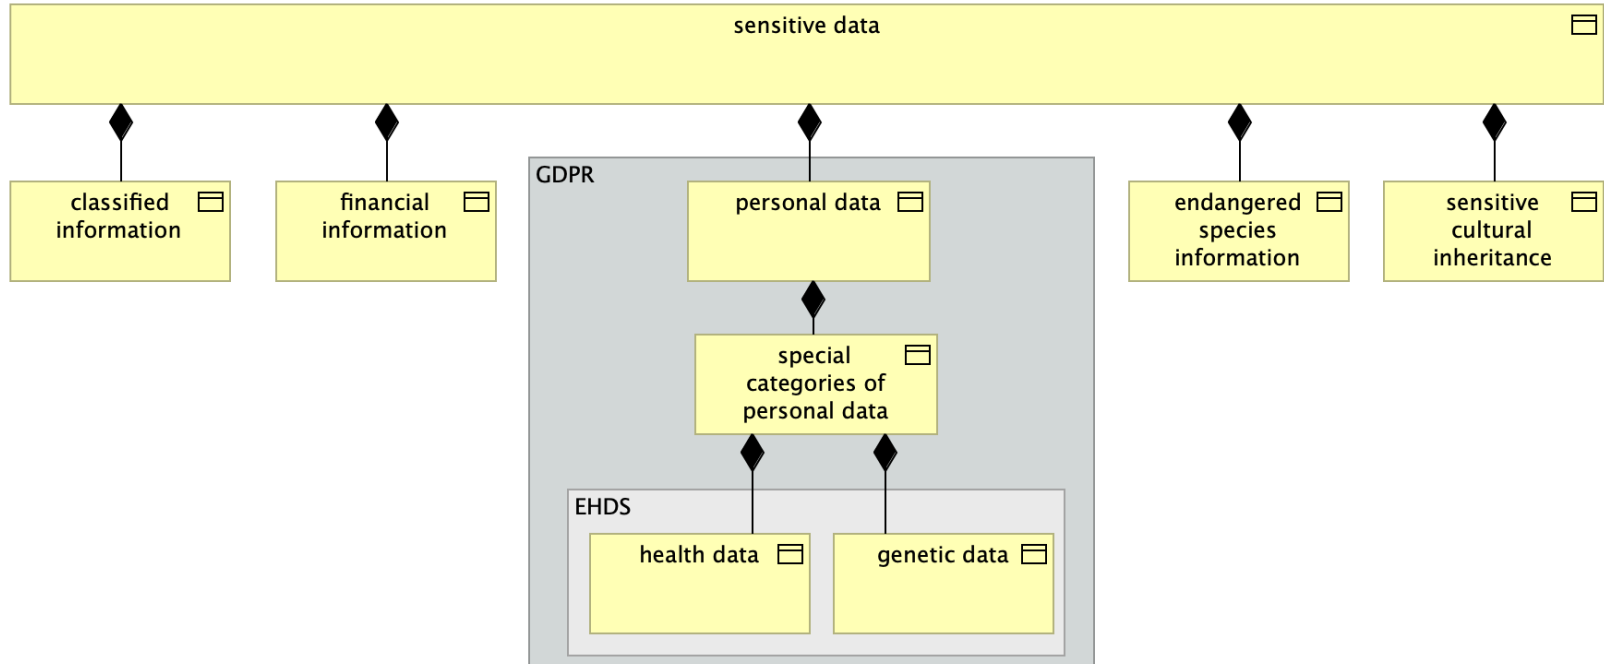 sensitive data
GDPR
classified
information
financial
information
personal data
endangered
species
information
sensitive
cultural
inheritance
special
categories of
personal data
EHDS
health data
genetic data